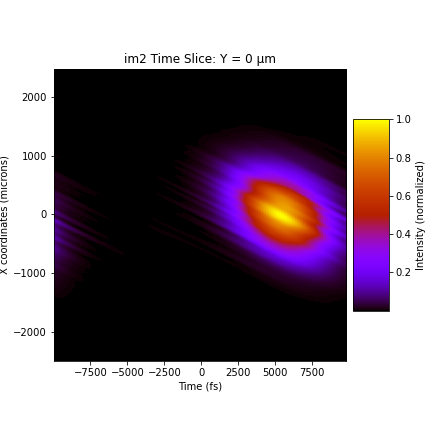 im2 Time Slice: Y = 0 μm
X coordinates (microns)
2000
1000
0
−1000
−2000
−7500 −5000 −2500 0 2500 5000 7500
Time (fs)
1.0
0.8
0.6
0.4
0.2
Intensity (normalized)